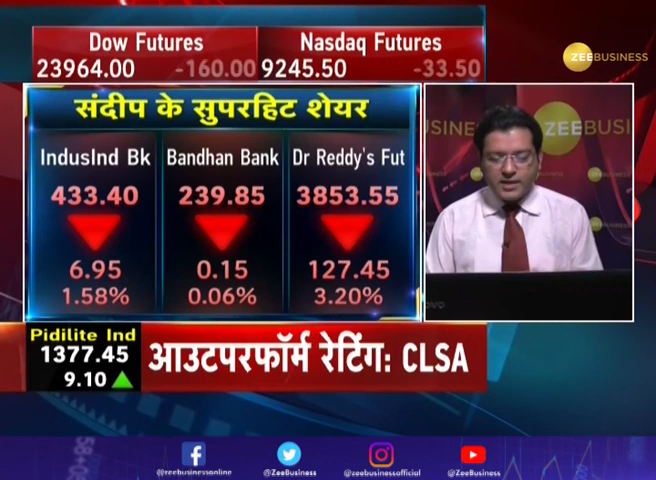 Dow Futures
23964.00 -160.00
Nasdaq Futures
9245.50 -33.50
ZEEBUSINESS
संदीप के सुपरहिट शेयर
IndusInd Bk
433.40
6.95
1.58%
Bandhan Bank
239.85
0.15
0.06%
Dr Reddy's Fut
3853.55
127.45
3.20%
ZEEBUSI
Pidilite Ind
1377.45
9.10
आउटपरफॉर्म रेटिंग: CLSA
@zeebusinessonline
@ZeeBusiness
@zeebusinessofficial
@ZeeBusiness